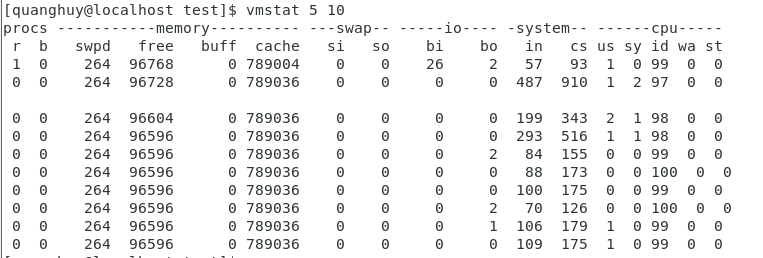 [quanghuy@localhost test]$ vmstat 5 10
procs -----------memory---------- ---swap-- -----io---- -system-- ------cpu-----
 r  b   swpd   free   buff  cache   si   so    bi    bo   in   cs us sy id wa st
 1  0    264  96768      0 789004    0    0    26     2   57   93  1  0 99  0  0
 0  0    264  96728      0 789036    0    0     0     0  487  910  1  2 97  0  0
 0  0    264  96604      0 789036    0    0     0     0  199  343  2  1 98  0  0
 0  0    264  96596      0 789036    0    0     0     0  293  516  1  1 98  0  0
 0  0    264  96596      0 789036    0    0     0     2   84  155  0  0 99  0  0
 0  0    264  96596      0 789036    0    0     0     0   88  173  0  0 100  0  0
 0  0    264  96596      0 789036    0    0     0     0  100  175  0  0 99  0  0
 0  0    264  96596      0 789036    0    0     0     2   70  126  0  0 100  0  0
 0  0    264  96596      0 789036    0    0     0     1  106  179  1  0 99  0  0
 0  0    264  96596      0 789036    0    0     0     0  109  175  1  0 99  0  0